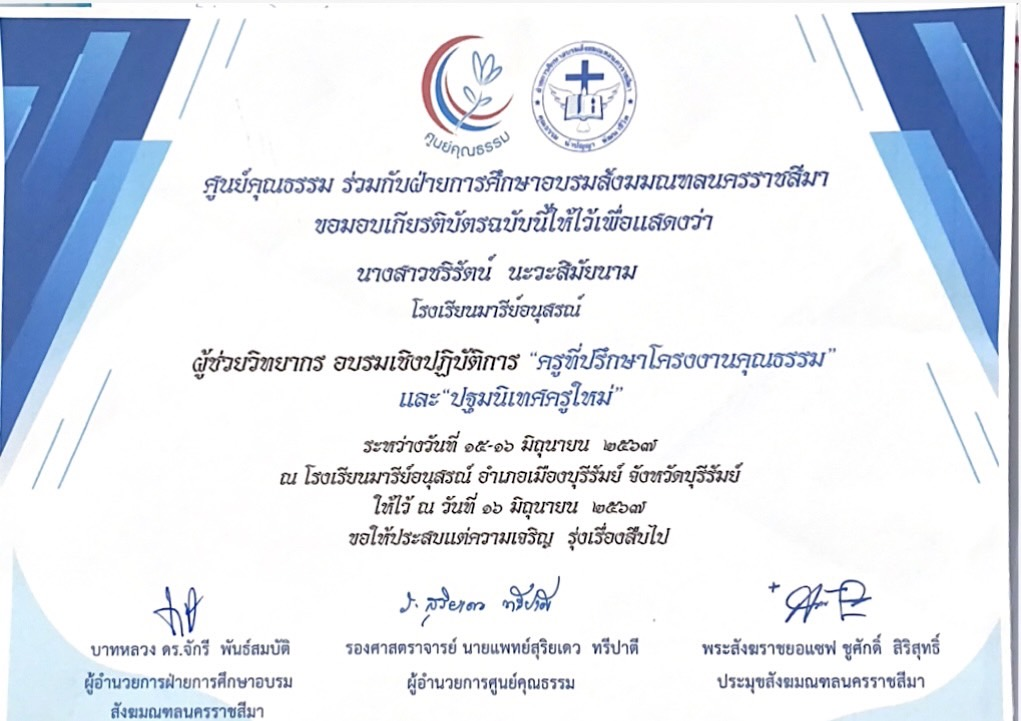 ศูนย์คุณธรรม
ศูนย์คุณธรรม ร่วมกับฝ่ายการศึกษาอบรมสังฆมณฑลนครราชสีมา
ขอมอบเกียรติบัตรฉบับนี้ให้ไว้เพื่อแสดงว่า
นางสาวชริรัตน์ นะวะสิมัยนาม
โรงเรียนมารีย์อนุสรณ์
ผู้ช่วยวิทยากร อบรมเชิงปฏิบัติการ "ครูที่ปรึกษาโครงงานคุณธรรม"
และ"ปฐมนิเทศครูใหม่"
ระหว่างวันที่ ๑๕-๑๖ มิถุนายน ๒๕๖๗
ณ โรงเรียนมารีย์อนุสรณ์ อำเภอเมืองบุรีรัมย์ จังหวัดบุรีรัมย์
ให้ไว้ ณ วันที่ ๑๖ มิถุนายน ๒๕๖๗
ขอให้ประสบแต่ความเจริญ รุ่งเรืองสืบไป
บาทหลวง ดร.จักรี พันธ์สมบัติ
ผู้อำนวยการฝ่ายการศึกษาอบรม
สังฆมณฑลนครราชสีมา
รองศาสตราจารย์ นายแพทย์สุริยเดว ทรีปาตี
ผู้อำนวยการศูนย์คุณธรรม
พระสังฆราชยอแซฟ ชูศักดิ์ สิริสุทธิ์
ประมุขสังฆมณฑลนครราชสีมา